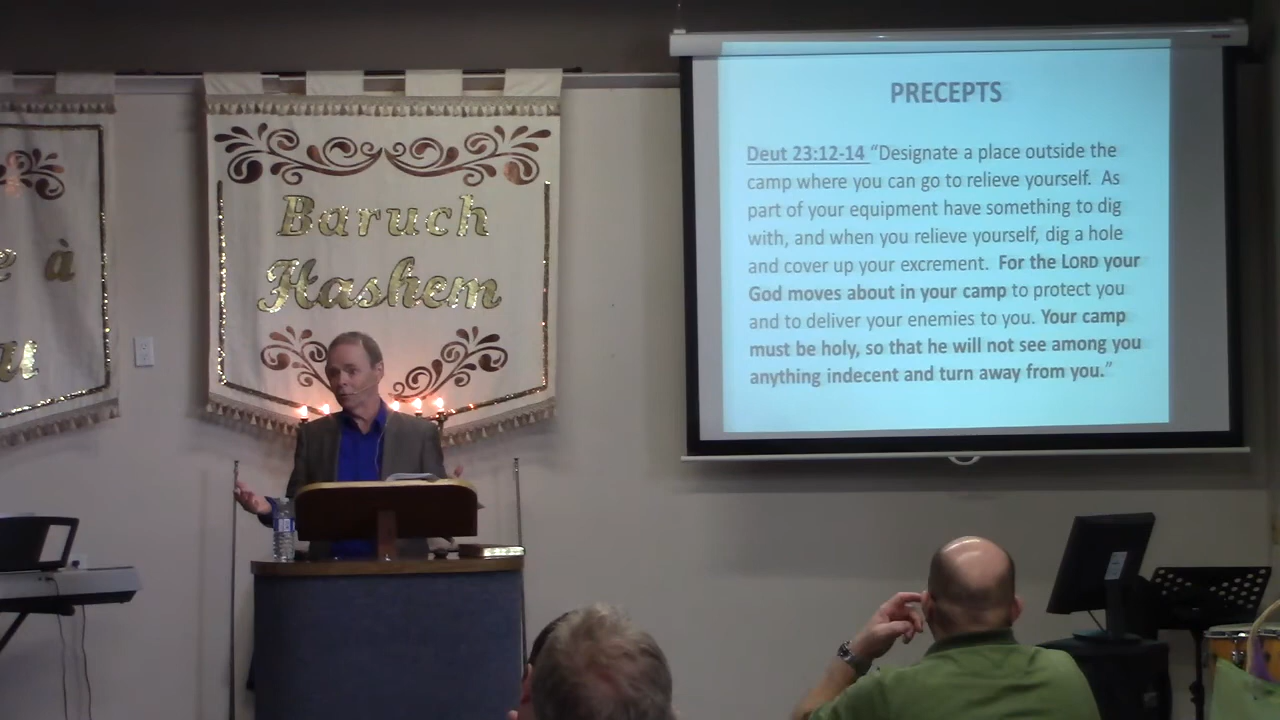 Baruch
Hashem
à
PRECEPTS
Deut 23:12-14 “Designate a place outside the
camp where you can go to relieve yourself. As
part of your equipment have something to dig
with, and when you relieve yourself, dig a hole
and cover up your excrement. For the LORD your
God moves about in your camp to protect you
and to deliver your enemies to you. Your camp
must be holy, so that he will not see among you
anything indecent and turn away from you.”